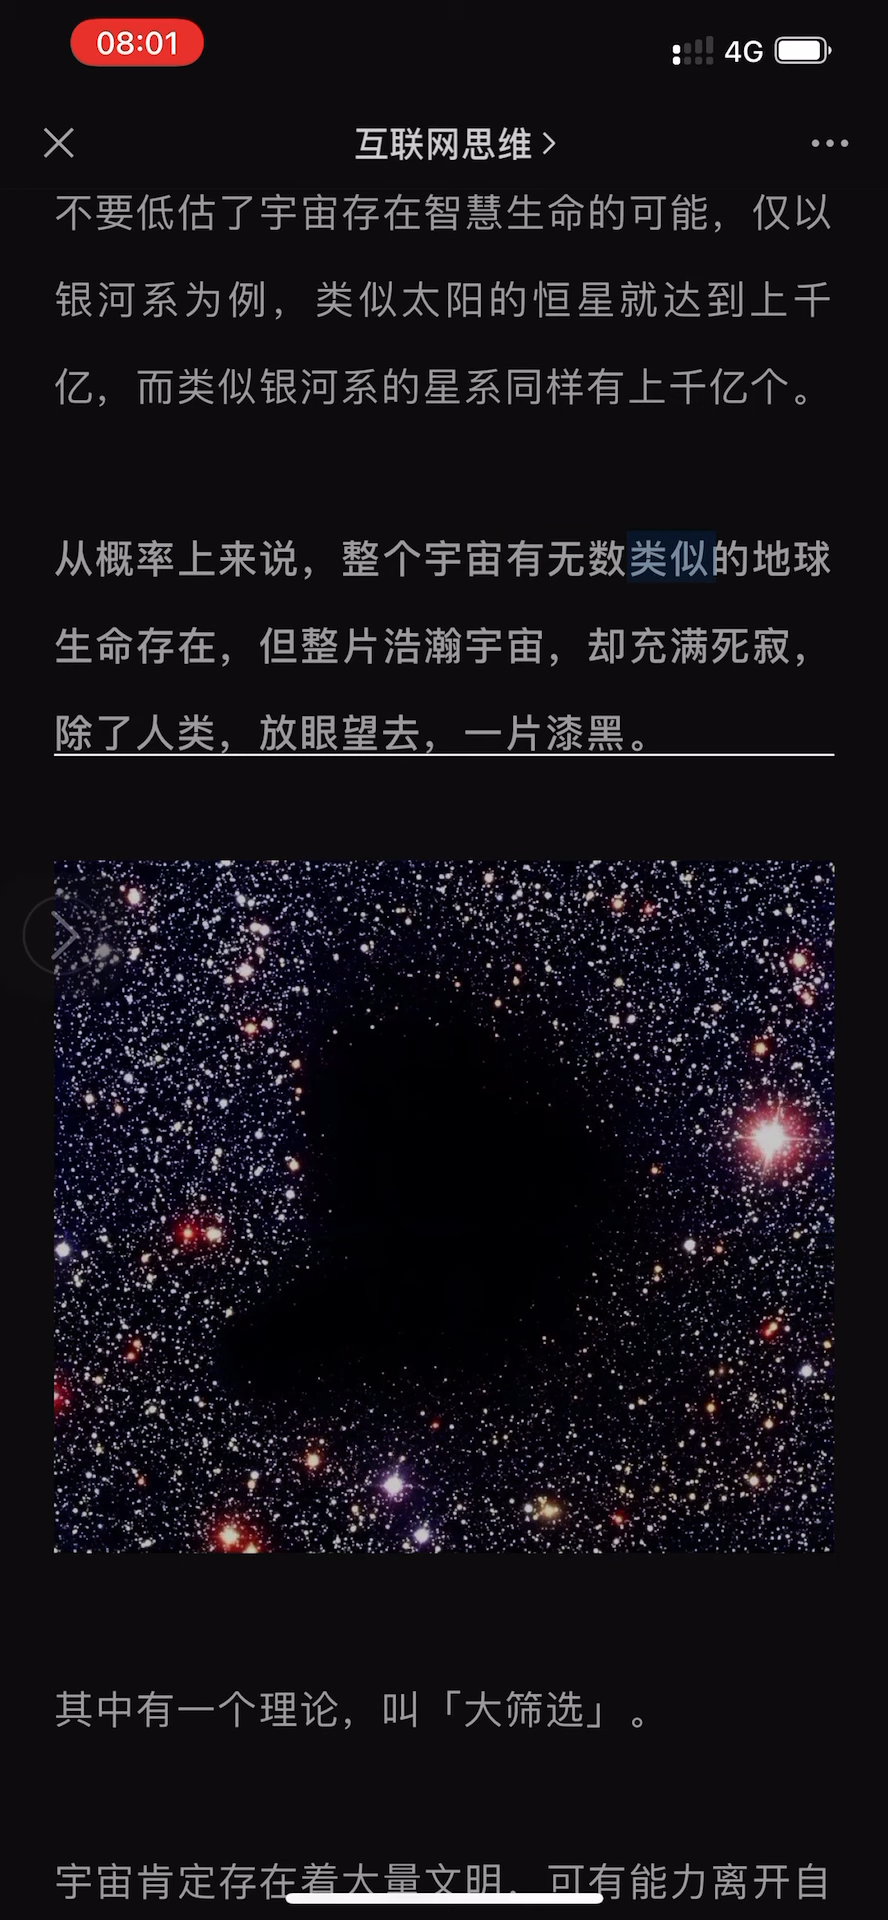 08:01
4G
互联网思维
不要低估了宇宙存在智慧生命的可能，仅以
银河系为例，类似太阳的恒星就达到上千
亿，而类似银河系的星系同样有上千亿个。
从概率上来说，整个宇宙有无数类似的地球
生命存在，但整片浩瀚宇宙，却充满死寂，
除了人类，放眼望去，一片漆黑。
其中有一个理论，叫「大筛选」。
宇宙肯定存在着大量文明，可有能力离开自